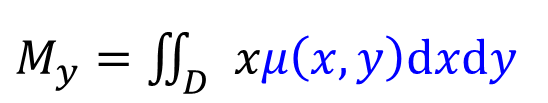 M_y = ∬_D xμ(x, y)dxdy